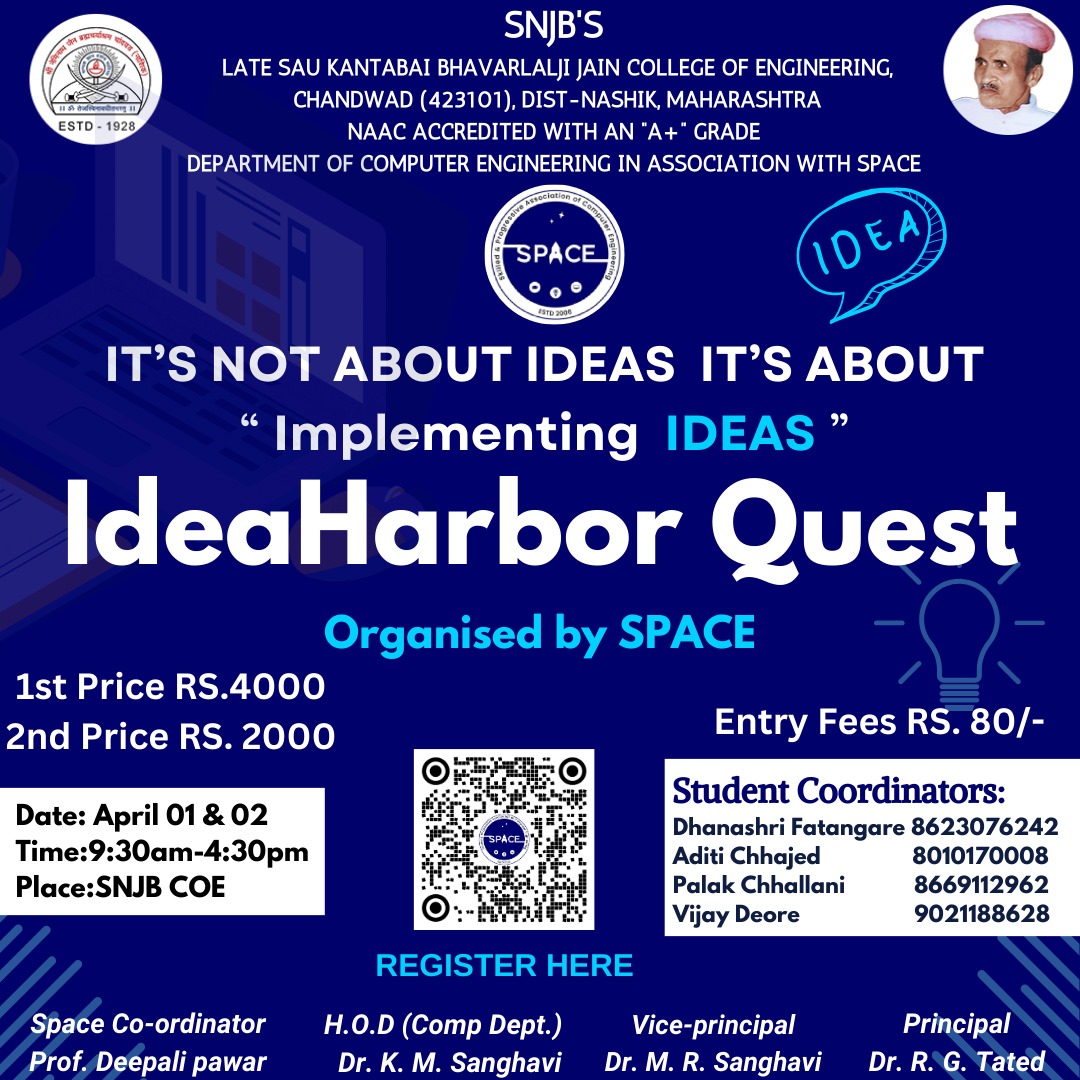 SNJB'S
LATE SAU KANTABAI BHAVARLALJI JAIN COLLEGE OF ENGINEERING,
CHANDWAD (423101), DIST-NASHIK, MAHARASHTRA
NAAC ACCREDITED WITH AN "A+" GRADE
DEPARTMENT OF COMPUTER ENGINEERING IN ASSOCIATION WITH SPACE
ESTD - 1928
Skilled & Progressive Association of Computer Engineering
SPACE
ESTD 2006
IDEA
IT’S NOT ABOUT IDEAS IT’S ABOUT
“ Implementing IDEAS ”
IdeaHarbor Quest
Organised by SPACE
1st Price RS.4000
2nd Price RS. 2000
Entry Fees RS. 80/-
Date: April 01 & 02
Time:9:30am-4:30pm
Place:SNJB COE
SPACE
Student Coordinators:
Dhanashri Fatangare 8623076242
Aditi Chhajed 8010170008
Palak Chhallani 8669112962
Vijay Deore 9021188628
REGISTER HERE
Space Co-ordinator
Prof. Deepali pawar
H.O.D (Comp Dept.)
Dr. K. M. Sanghavi
Vice-principal
Dr. M. R. Sanghavi
Principal
Dr. R. G. Tated